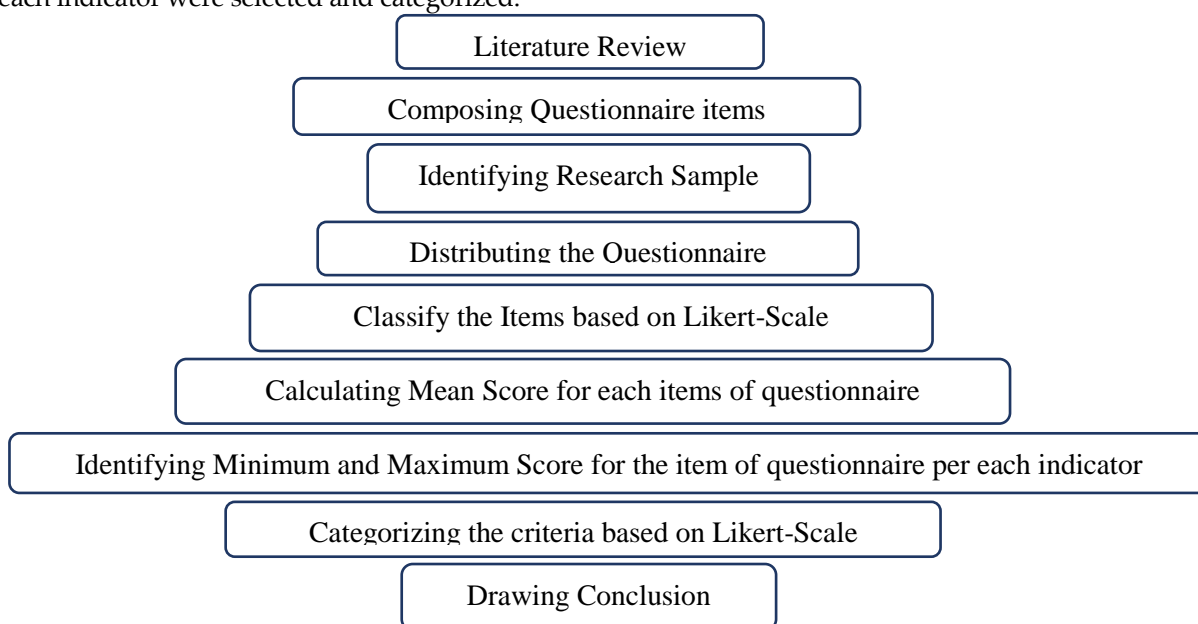 each indicator were selected and categorized.
Literature Review
Composing Questionnaire items
Identifying Research Sample
Distributing the Questionnaire
Classify the Items based on Likert-Scale
Calculating Mean Score for each items of questionnaire
Identifying Minimum and Maximum Score for the item of questionnaire per each indicator
Categorizing the criteria based on Likert-Scale
Drawing Conclusion